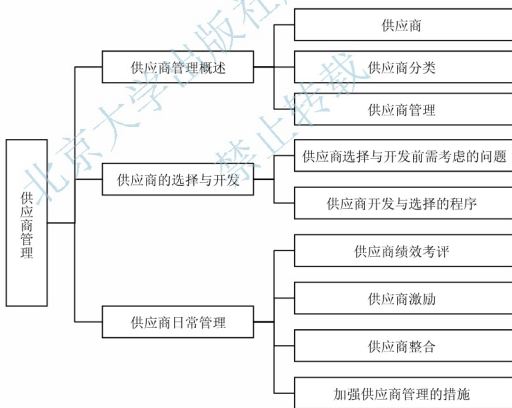 供应商管理
供应商管理概述
供应商
供应商分类
供应商管理
供应商的选择与开发
供应商选择与开发前需考虑的问题
供应商开发与选择的程序
供应商日常管理
供应商绩效考评
供应商激励
供应商整合
加强供应商管理的措施
北京大学出版社
禁止转载